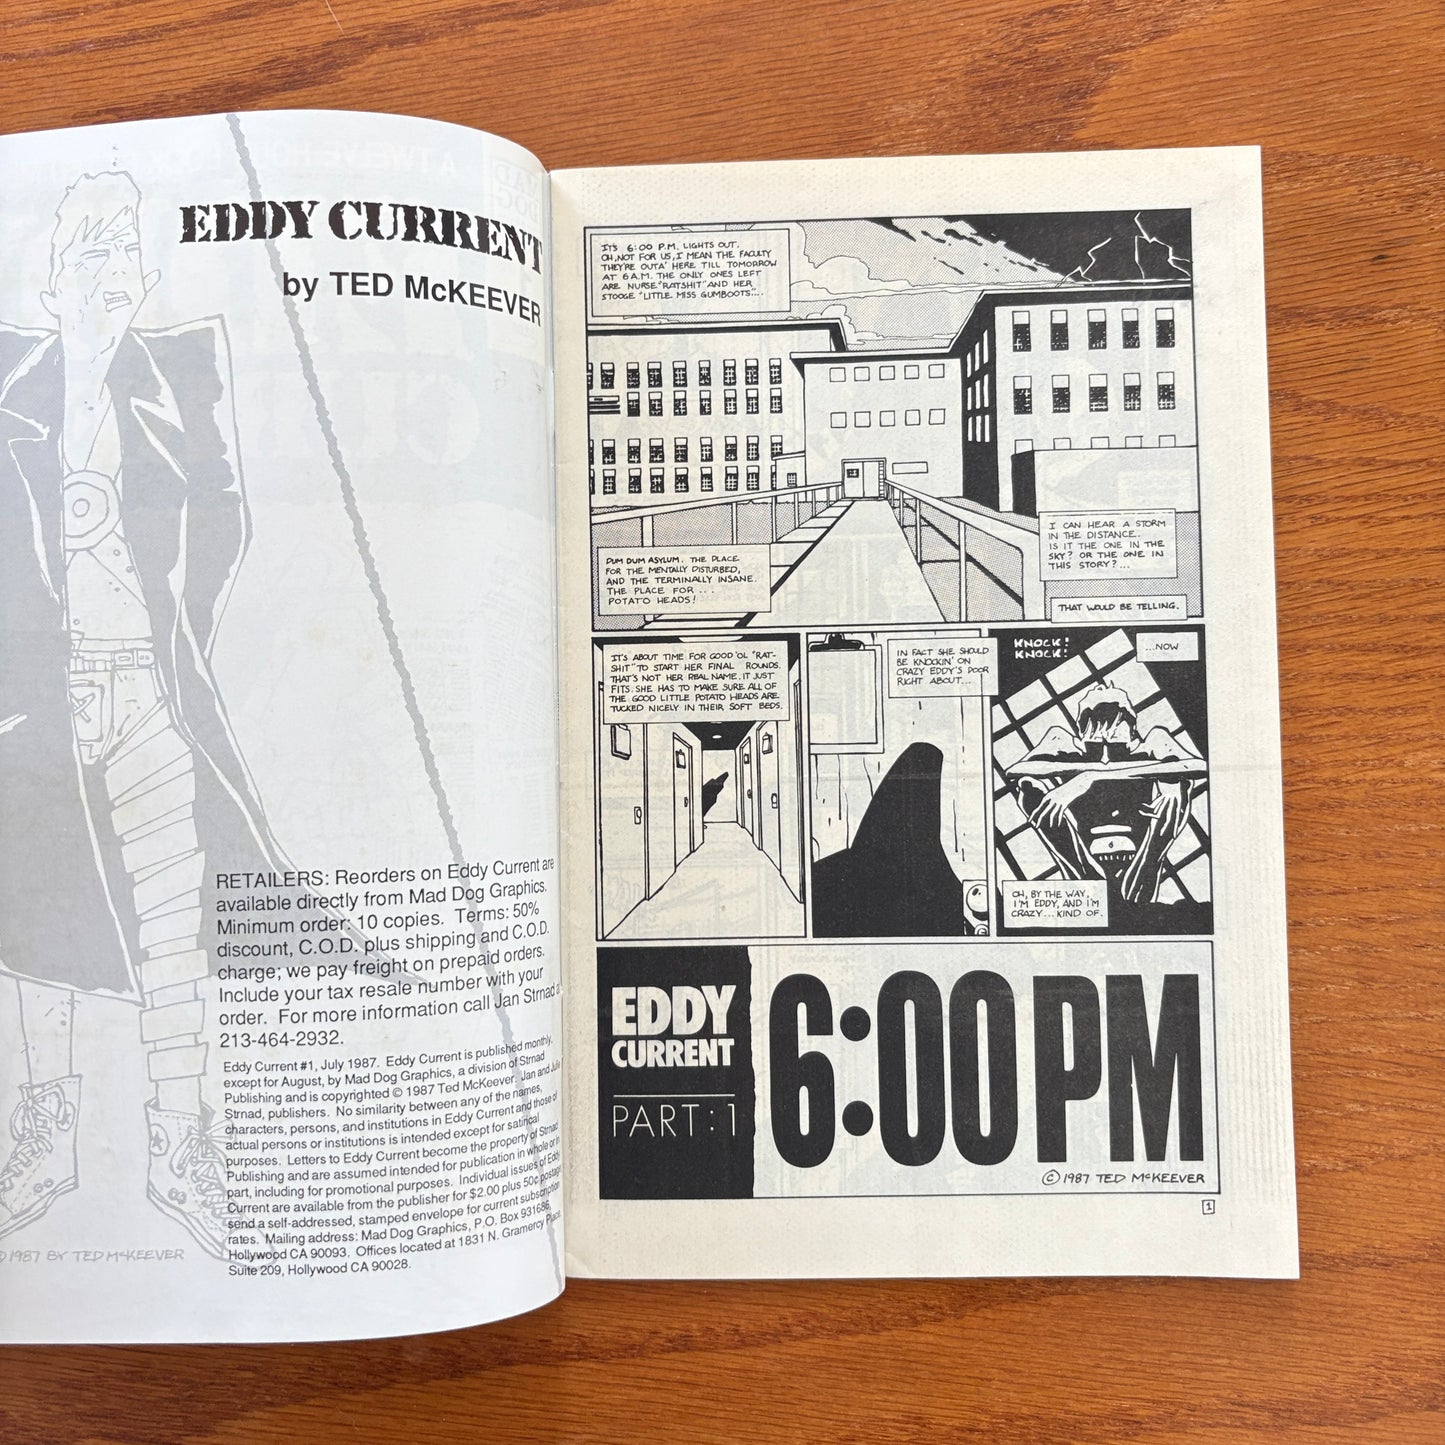 EDDY CURRENT
by TED McKEEVER
RETAILERS: Reorders on Eddy Current are
available directly from Mad Dog Graphics.
Minimum order: 10 copies. Terms: 50%
discount, C.O.D. plus shipping and C.O.D.
charge; we pay freight on prepaid orders.
Include your tax resale number with your
order. For more information call Jan Strnad
213-464-2932.
Eddy Current #1, July 1987. Eddy Current is published monthly,
except for August, by Mad Dog Graphics, a division of Strnad
Publishing and is copyrighted © 1987 Ted McKeever. Jan and Julie
Strnad, publishers. No similarity between any of the names,
characters, persons, and institutions in Eddy Current and those of
actual persons or institutions is intended except for satirical
purposes. Letters to Eddy Current become the property of Strnad
Publishing and are assumed intended for publication in whole or in
part, including for promotional purposes. Individual issues of Eddy
Current are available from the publisher for $2.00 plus 50¢ postage;
send a self-addressed, stamped envelope for current subscription
rates. Mailing address: Mad Dog Graphics, P.O. Box 931686,
Hollywood CA 90093. Offices located at 1831 N. Gramercy Place,
Suite 209, Hollywood CA 90028.
©1987 BY TED McKEEVER
IT'S 6:00 P.M. LIGHTS OUT.
OH, NOT FOR US, I MEAN THE FACULTY
THEY'RE OUTA' HERE TILL TOMORROW
AT 6 A.M. THE ONLY ONES LEFT
ARE NURSE "RATSHIT" AND HER
STOOGE "LITTLE MISS GUMBOOTS"...
DUM DUM ASYLUM. THE PLACE
FOR THE MENTALLY DISTURBED,
AND THE TERMINALLY INSANE.
THE PLACE FOR...
POTATO HEADS!
I CAN HEAR A STORM
IN THE DISTANCE.
IS IT THE ONE IN THE
SKY? OR THE ONE IN
THIS STORY?...
THAT WOULD BE TELLING.
IT'S ABOUT TIME FOR GOOD 'OL "RAT-
SHIT" TO START HER FINAL ROUNDS.
THAT'S NOT HER REAL NAME. IT JUST
FITS. SHE HAS TO MAKE SURE ALL OF
THE GOOD LITTLE POTATO HEADS ARE
TUCKED NICELY IN THEIR SOFT BEDS.
IN FACT SHE SHOULD
BE KNOCKIN' ON
CRAZY EDDY'S DOOR
RIGHT ABOUT...
KNOCK!
KNOCK!
...NOW
OH, BY THE WAY,
I'M EDDY, AND I'M
CRAZY... KIND OF.
EDDY
CURRENT
PART:1
6:00 PM
© 1987 TED McKEEVER
1